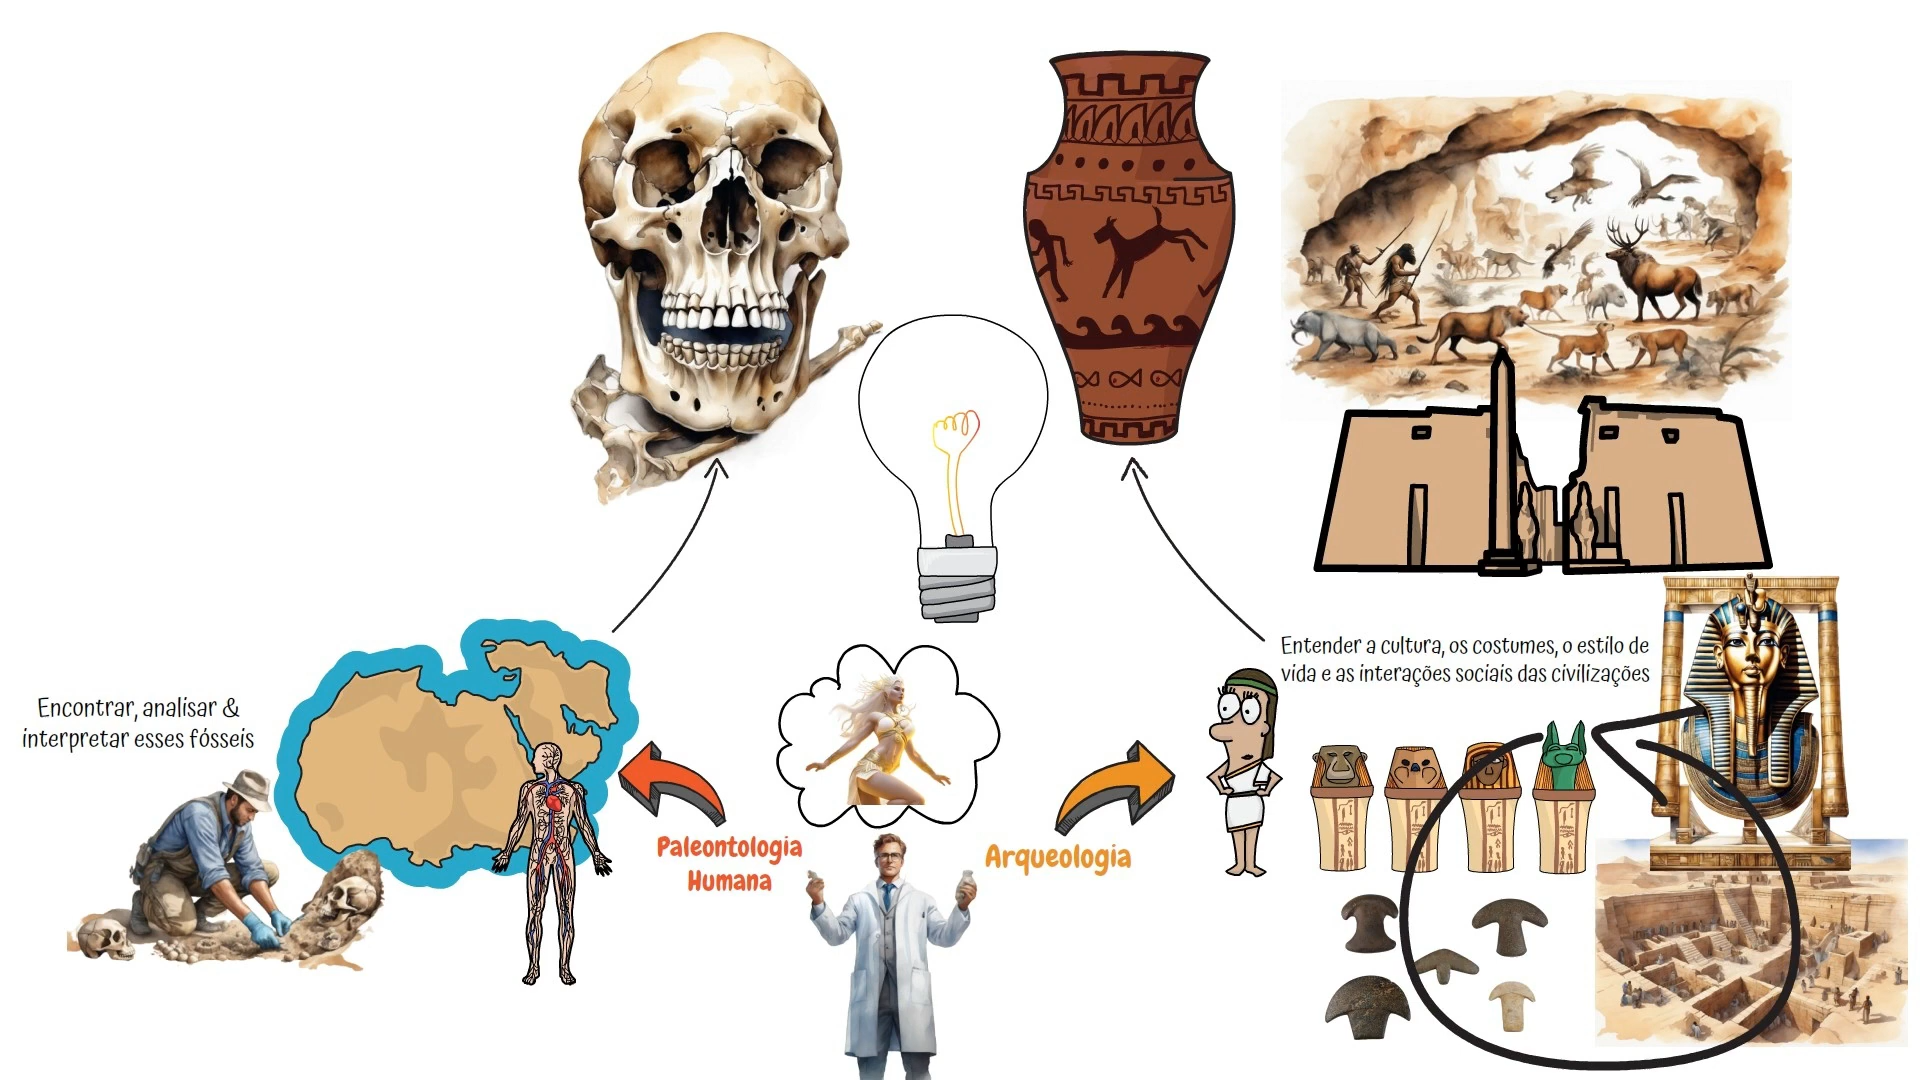 Entender a cultura, os costumes, o estilo de
vida e as interações sociais das civilizações
Encontrar, analisar &
interpretar esses fósseis
Paleontologia
Humana
Arqueologia